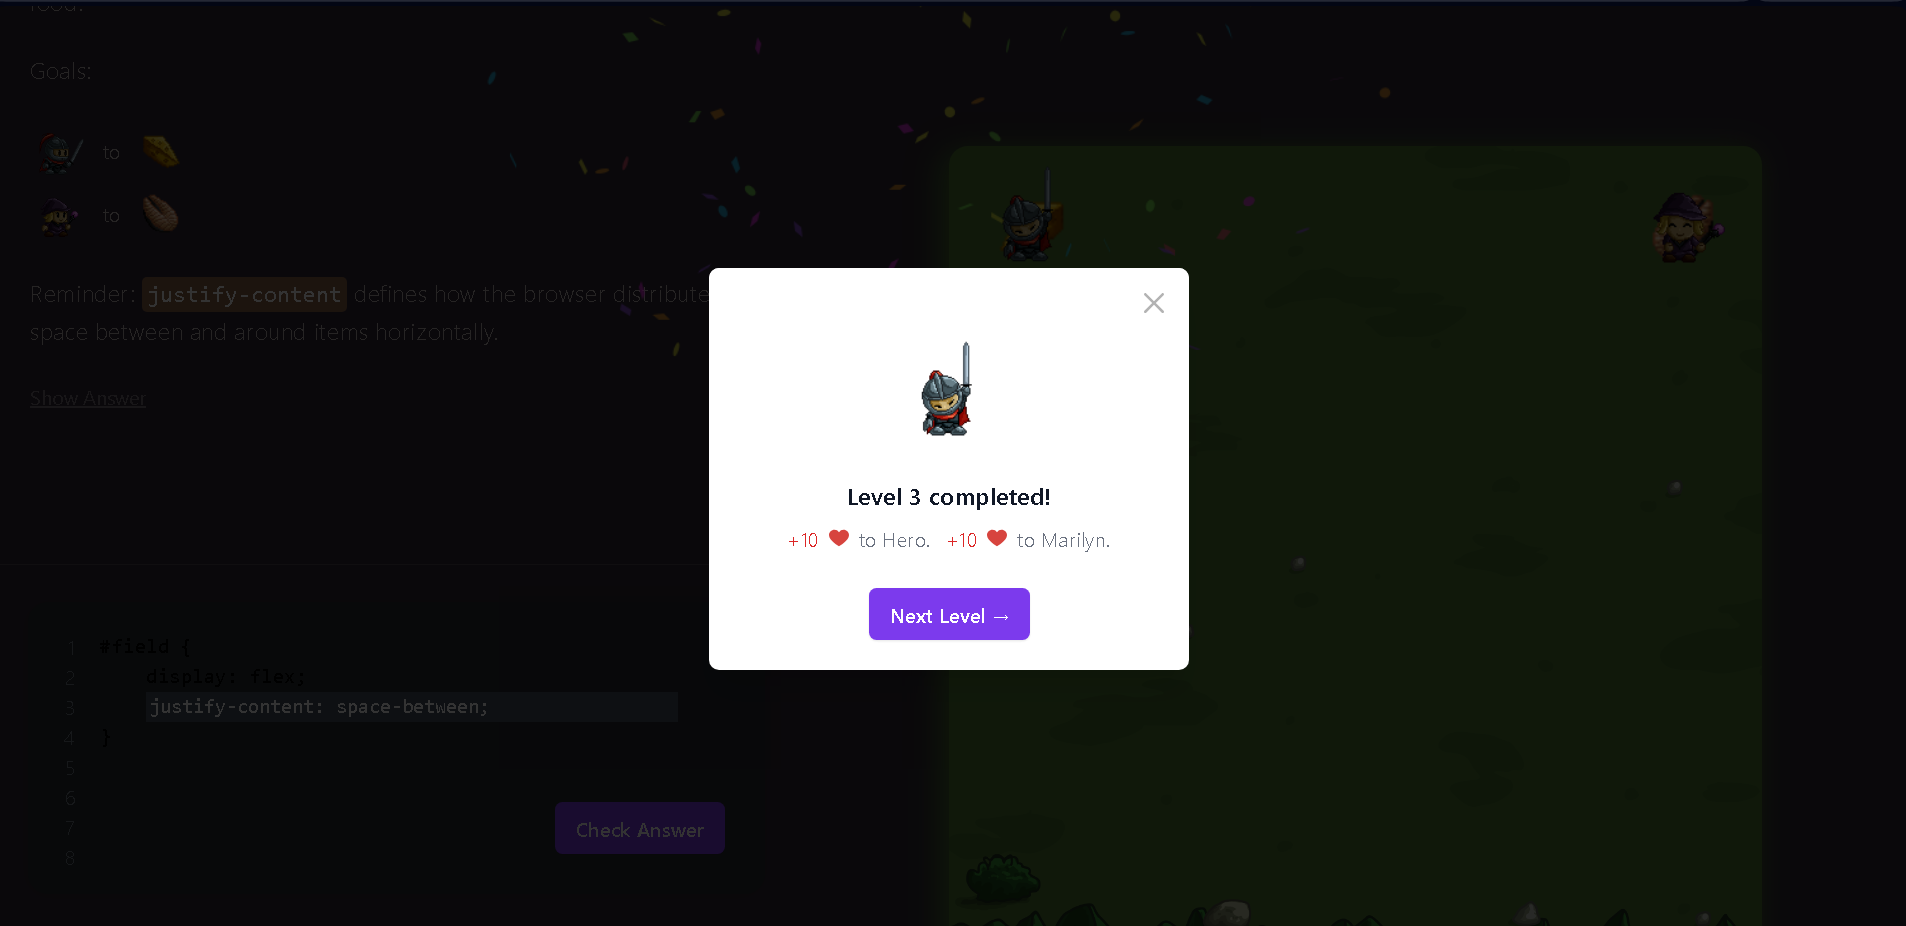 food.
Goals:
to
to
Reminder: justify-content defines how the browser distribute
space between and around items horizontally.
Show Answer
Level 3 completed!
+10 to Hero. +10 to Marilyn.
Next Level →
1 #field {
2 display: flex;
3 justify-content: space-between;
4 }
5
6
7
8
Check Answer